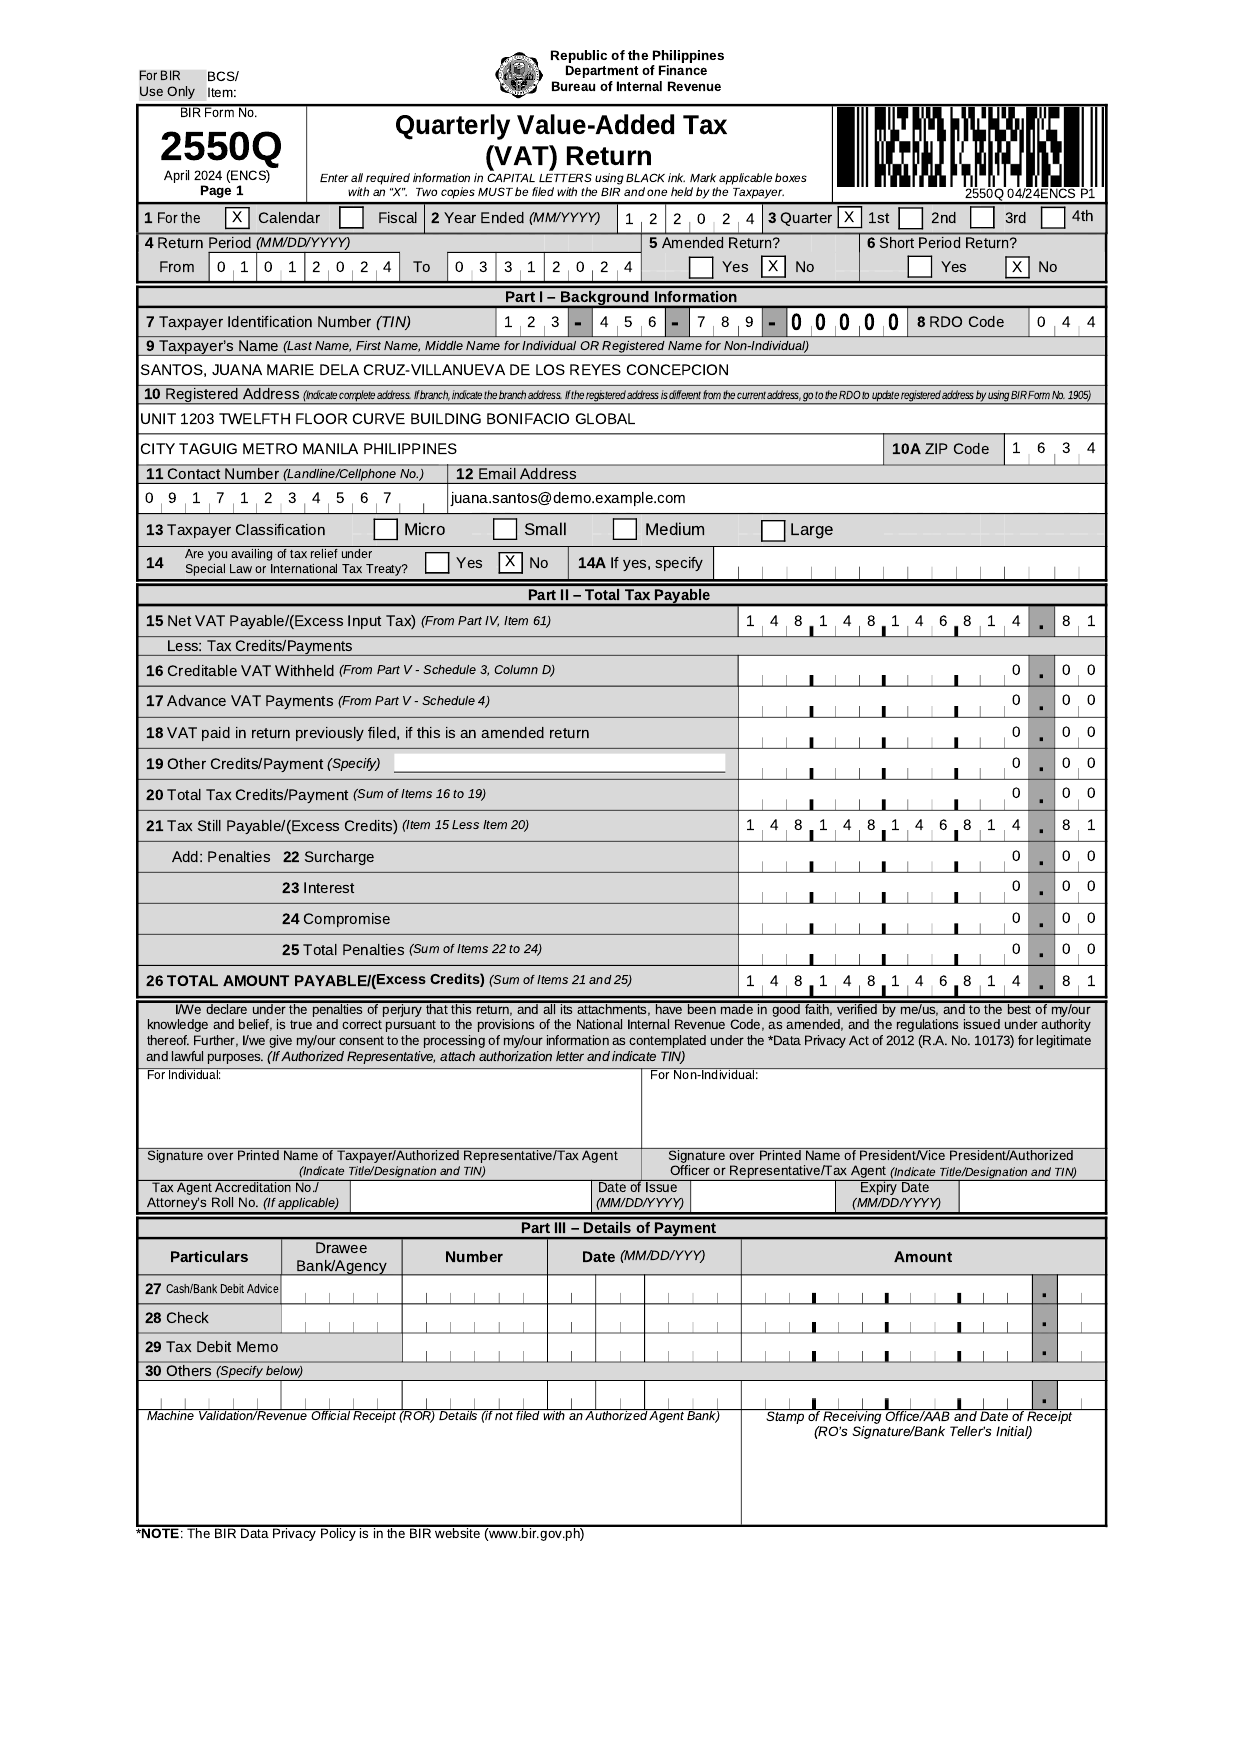 Republic of the Philippines
Department of Finance
Bureau of Internal Revenue
For BIR Use Only
BCS/
Item:
BIR Form No.
2550Q
April 2024 (ENCS)
Page 1
Quarterly Value-Added Tax
(VAT) Return
Enter all required information in CAPITAL LETTERS using BLACK ink. Mark applicable boxes
with an "X". Two copies MUST be filed with the BIR and one held by the Taxpayer.
2550Q 04/24ENCS P1
1 For the X Calendar Fiscal 2 Year Ended (MM/YYYY) 1 2 2 0 2 4 3 Quarter X 1st 2nd 3rd 4th
4 Return Period (MM/DD/YYYY) 5 Amended Return? 6 Short Period Return?
From 0 1 0 1 2 0 2 4 To 0 3 3 1 2 0 2 4 Yes X No Yes X No
Part I – Background Information
7 Taxpayer Identification Number (TIN) 1 2 3 - 4 5 6 - 7 8 9 - 0 0 0 0 0 8 RDO Code 0 4 4
9 Taxpayer's Name (Last Name, First Name, Middle Name for Individual OR Registered Name for Non-Individual)
SANTOS, JUANA MARIE DELA CRUZ-VILLANUEVA DE LOS REYES CONCEPCION
10 Registered Address (Indicate complete address. If branch, indicate the branch address. If the registered address is different from the current address, go to the RDO to update registered address by using BIR Form No. 1905)
UNIT 1203 TWELFTH FLOOR CURVE BUILDING BONIFACIO GLOBAL
CITY TAGUIG METRO MANILA PHILIPPINES 10A ZIP Code 1 6 3 4
11 Contact Number (Landline/Cellphone No.) 12 Email Address
0 9 1 7 1 2 3 4 5 6 7 juana.santos@demo.example.com
13 Taxpayer Classification Micro Small Medium Large
14 Are you availing of tax relief under
Special Law or International Tax Treaty? Yes X No 14A If yes, specify
Part II – Total Tax Payable
15 Net VAT Payable/(Excess Input Tax) (From Part IV, Item 61) 1 4 8 1 4 8 1 4 6 8 1 4 . 8 1
Less: Tax Credits/Payments
16 Creditable VAT Withheld (From Part V - Schedule 3, Column D) 0 . 0 0
17 Advance VAT Payments (From Part V - Schedule 4) 0 . 0 0
18 VAT paid in return previously filed, if this is an amended return 0 . 0 0
19 Other Credits/Payment (Specify) 0 . 0 0
20 Total Tax Credits/Payment (Sum of Items 16 to 19) 0 . 0 0
21 Tax Still Payable/(Excess Credits) (Item 15 Less Item 20) 1 4 8 1 4 8 1 4 6 8 1 4 . 8 1
Add: Penalties 22 Surcharge 0 . 0 0
23 Interest 0 . 0 0
24 Compromise 0 . 0 0
25 Total Penalties (Sum of Items 22 to 24) 0 . 0 0
26 TOTAL AMOUNT PAYABLE/(Excess Credits) (Sum of Items 21 and 25) 1 4 8 1 4 8 1 4 6 8 1 4 . 8 1
I/We declare under the penalties of perjury that this return, and all its attachments, have been made in good faith, verified by me/us, and to the best of my/our
knowledge and belief, is true and correct pursuant to the provisions of the National Internal Revenue Code, as amended, and the regulations issued under authority
thereof. Further, I/we give my/our consent to the processing of my/our information as contemplated under the *Data Privacy Act of 2012 (R.A. No. 10173) for legitimate
and lawful purposes. (If Authorized Representative, attach authorization letter and indicate TIN)
For Individual: For Non-Individual:
Signature over Printed Name of Taxpayer/Authorized Representative/Tax Agent
(Indicate Title/Designation and TIN)
Signature over Printed Name of President/Vice President/Authorized
Officer or Representative/Tax Agent (Indicate Title/Designation and TIN)
Tax Agent Accreditation No./
Attorney's Roll No. (If applicable)
Date of Issue
(MM/DD/YYYY)
Expiry Date
(MM/DD/YYYY)
Part III – Details of Payment
Particulars Drawee Bank/Agency Number Date (MM/DD/YYY) Amount
27 Cash/Bank Debit Advice .
28 Check .
29 Tax Debit Memo .
30 Others (Specify below)
.
Machine Validation/Revenue Official Receipt (ROR) Details (if not filed with an Authorized Agent Bank)
Stamp of Receiving Office/AAB and Date of Receipt
(RO's Signature/Bank Teller's Initial)
*NOTE: The BIR Data Privacy Policy is in the BIR website (www.bir.gov.ph)